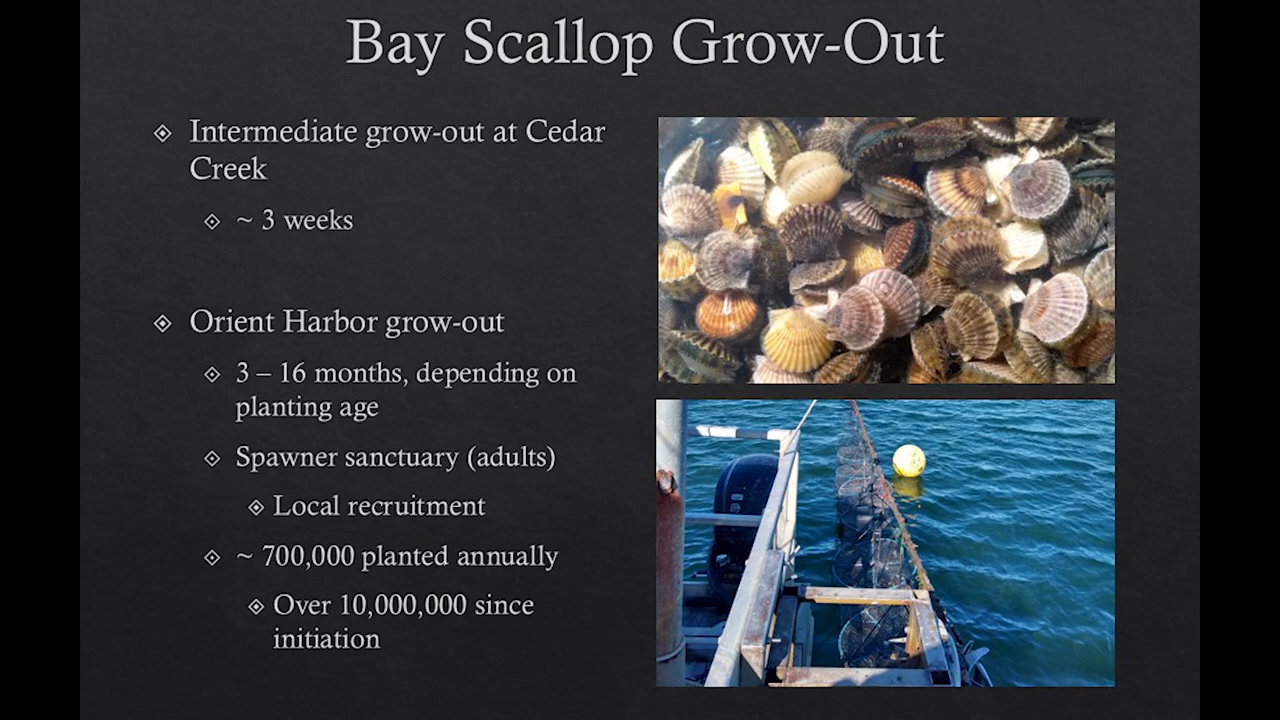 Bay Scallop Grow-Out
Intermediate grow-out at Cedar
Creek
~ 3 weeks
Orient Harbor grow-out
3 – 16 months, depending on
planting age
Spawner sanctuary (adults)
Local recruitment
~ 700,000 planted annually
Over 10,000,000 since
initiation